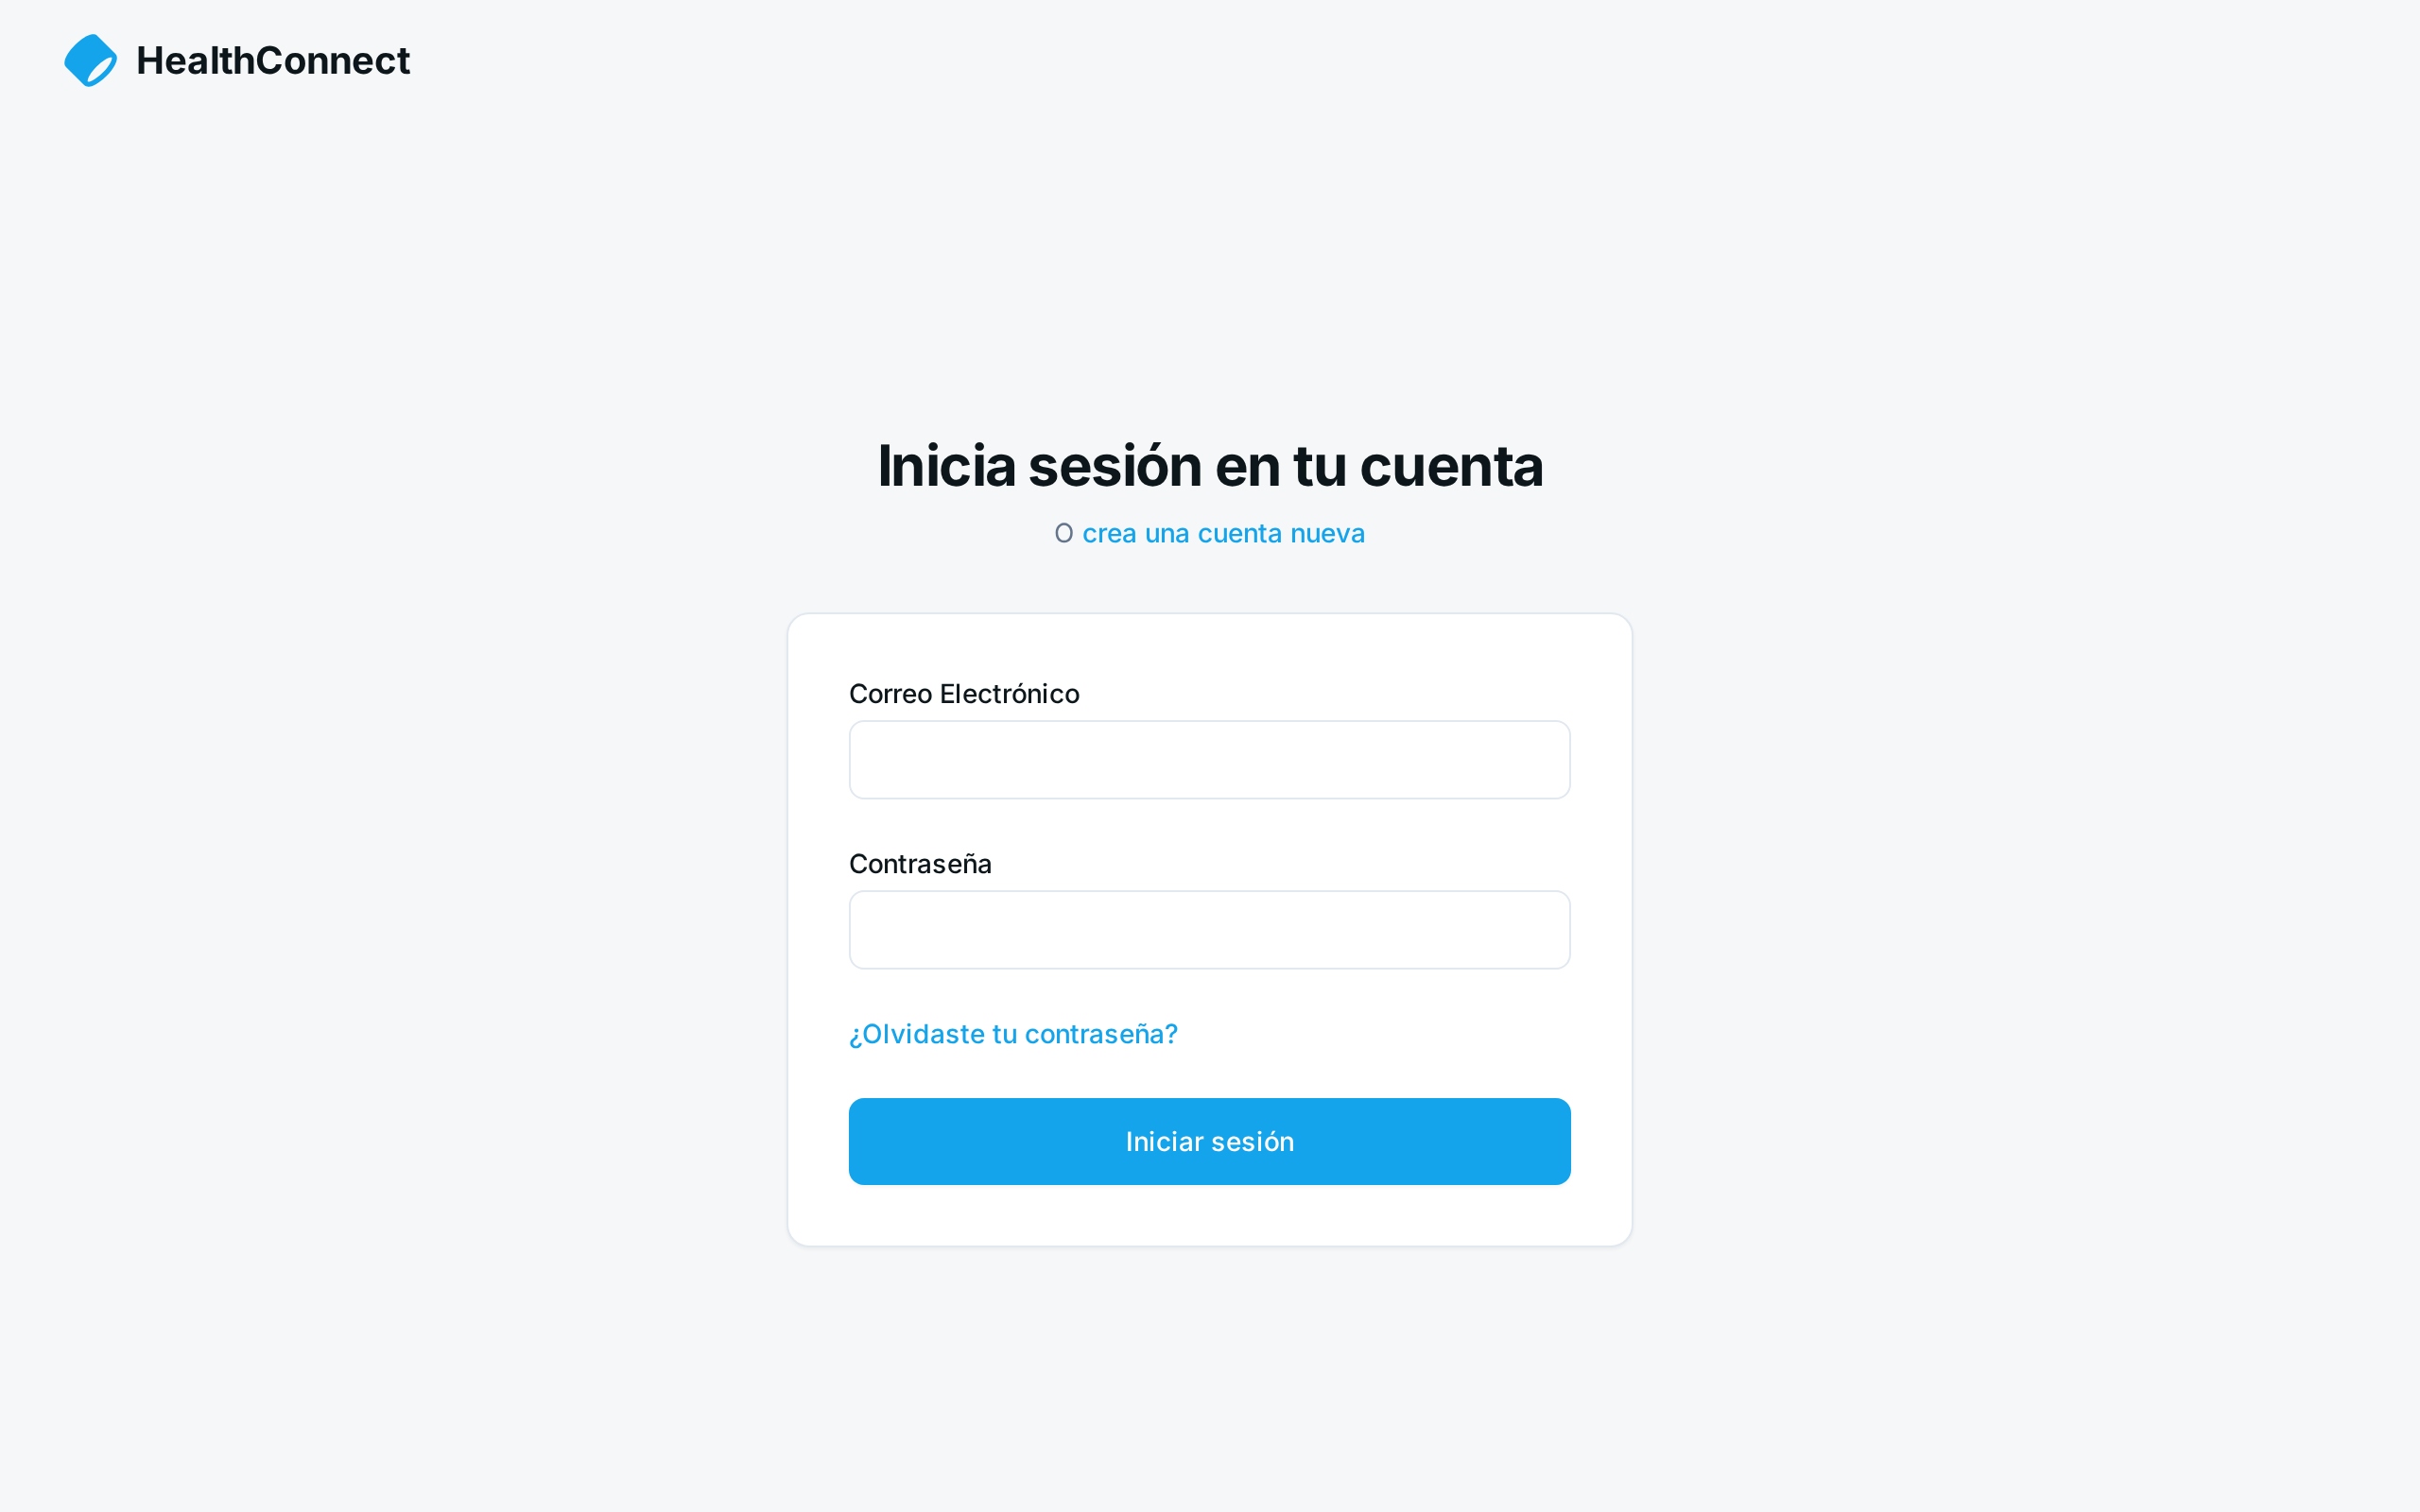 HealthConnect
Inicia sesión en tu cuenta
O crea una cuenta nueva
Correo Electrónico
Contraseña
¿Olvidaste tu contraseña?
Iniciar sesión